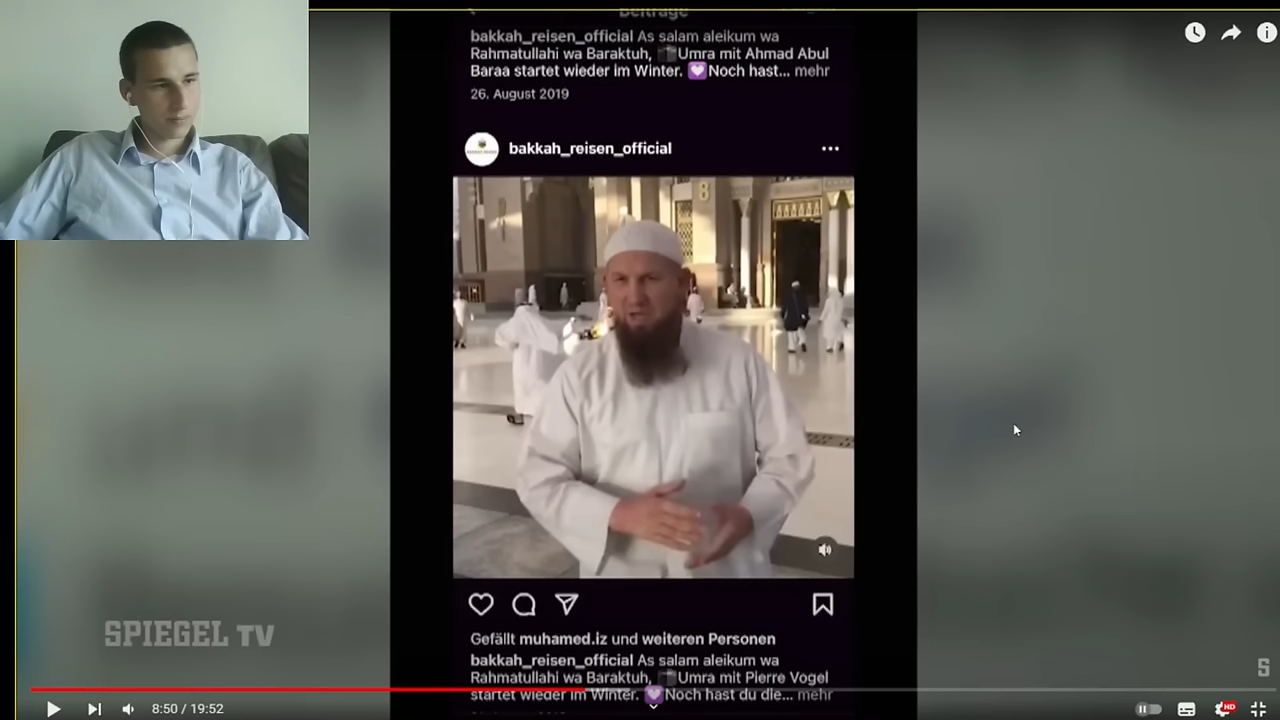 Beiträge
bakkah_reisen_official As salam aleikum wa
Rahmatullahi wa Baraktuh, Umra mit Ahmad Abul
Baraa startet wieder im Winter. 💜Noch hast... mehr
26. August 2019
bakkah_reisen_official
SPIEGEL TV
S
Gefällt muhamed.iz und weiteren Personen
bakkah_reisen_official As salam aleikum wa
Rahmatullahi wa Baraktuh, Umra mit Pierre Vogel
startet wieder im Winter. 💜Noch hast du die... mehr
8:50 / 19:52
HD